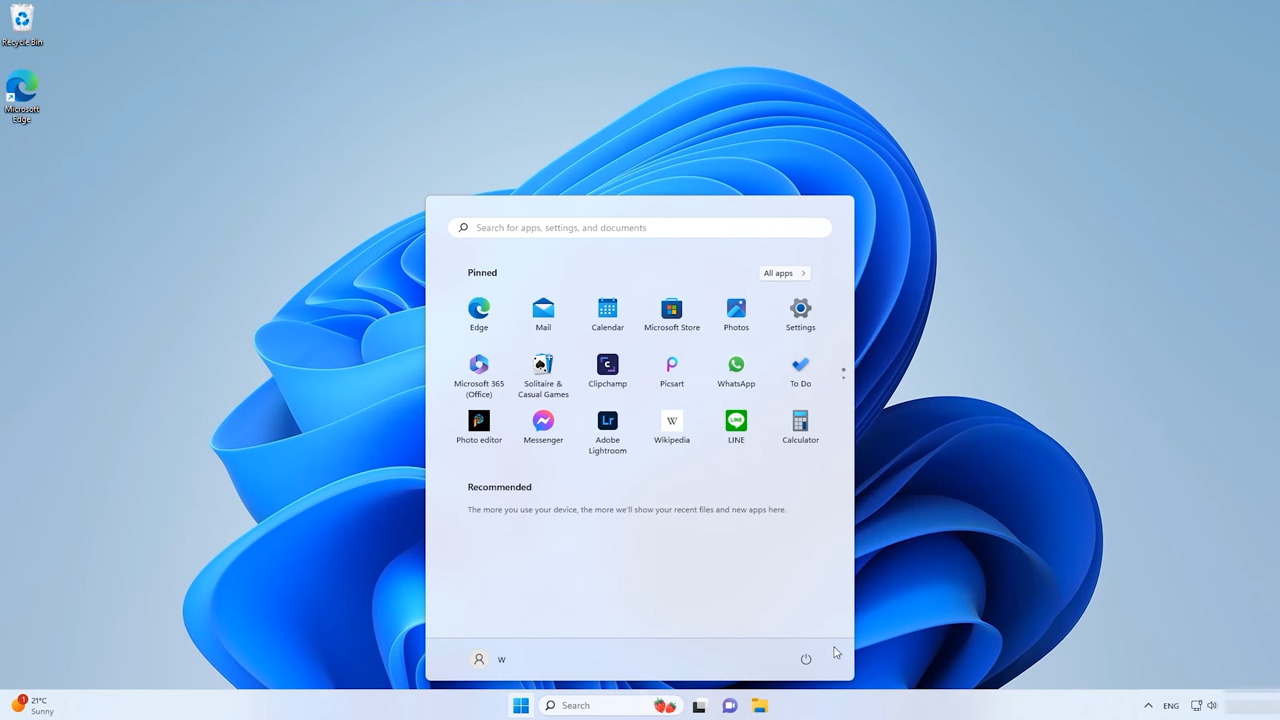 Recycle Bin
Microsoft
Edge
Search for apps, settings, and documents
Pinned
All apps
Edge
Mail
Calendar
Microsoft Store
Photos
Settings
Microsoft 365
(Office)
Solitaire &
Casual Games
Clipchamp
Picsart
WhatsApp
To Do
Photo editor
Messenger
Lr
Adobe
Lightroom
W
Wikipedia
LINE
LINE
Calculator
Recommended
The more you use your device, the more we'll show your recent files and new apps here.
W
1
21°C
Sunny
Search
ENG